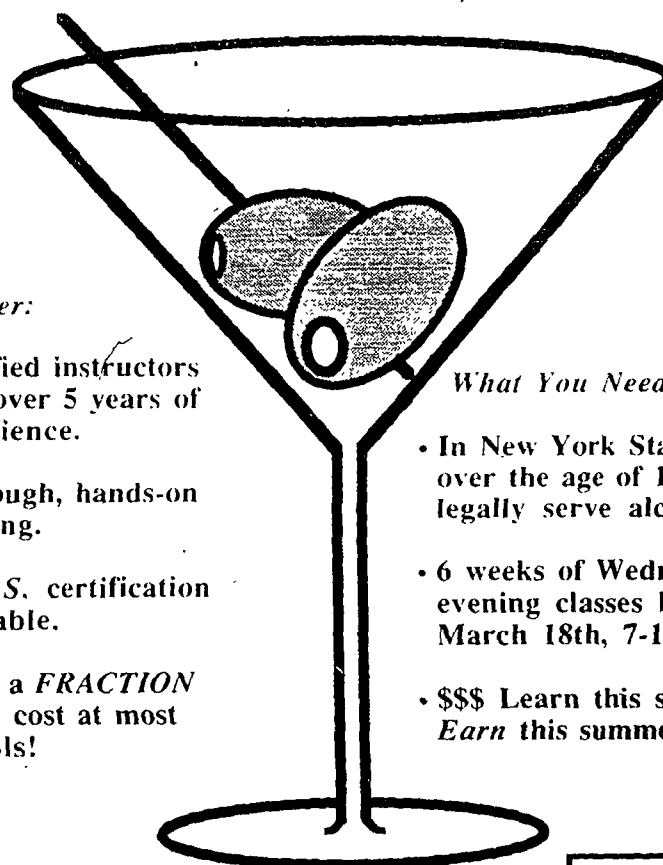 er:
fied instructors
over 5 years of
ience.
ough, hands-on
ng.
S. certification
able.
a FRACTION
cost at most
ls!
What You Need
• In New York Sta
over the age of 1
legally serve alc
• 6 weeks of Wedn
evening classes b
March 18th, 7-1
• $$$ Learn this s
Earn this summe